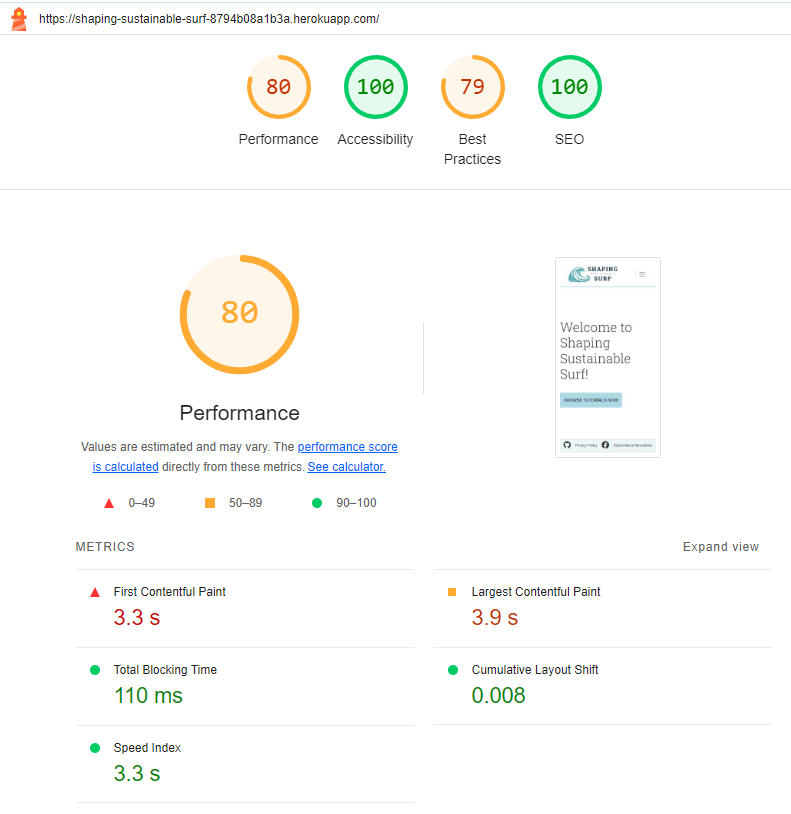 https://shaping-sustainable-surf-8794b08a1b3a.herokuapp.com/
80 100 79 100
Performance Accessibility Best Practices SEO
80
Performance
Values are estimated and may vary. The performance score
is calculated directly from these metrics. See calculator.
0–49 50–89 90–100
SHAPING
SURF
Welcome to
Shaping
Sustainable
Surf!
BROWSE TUTORIALS NOW
Privacy Policy Subscribe to Newsletter
METRICS Expand view
First Contentful Paint
3.3 s
Largest Contentful Paint
3.9 s
Total Blocking Time
110 ms
Cumulative Layout Shift
0.008
Speed Index
3.3 s